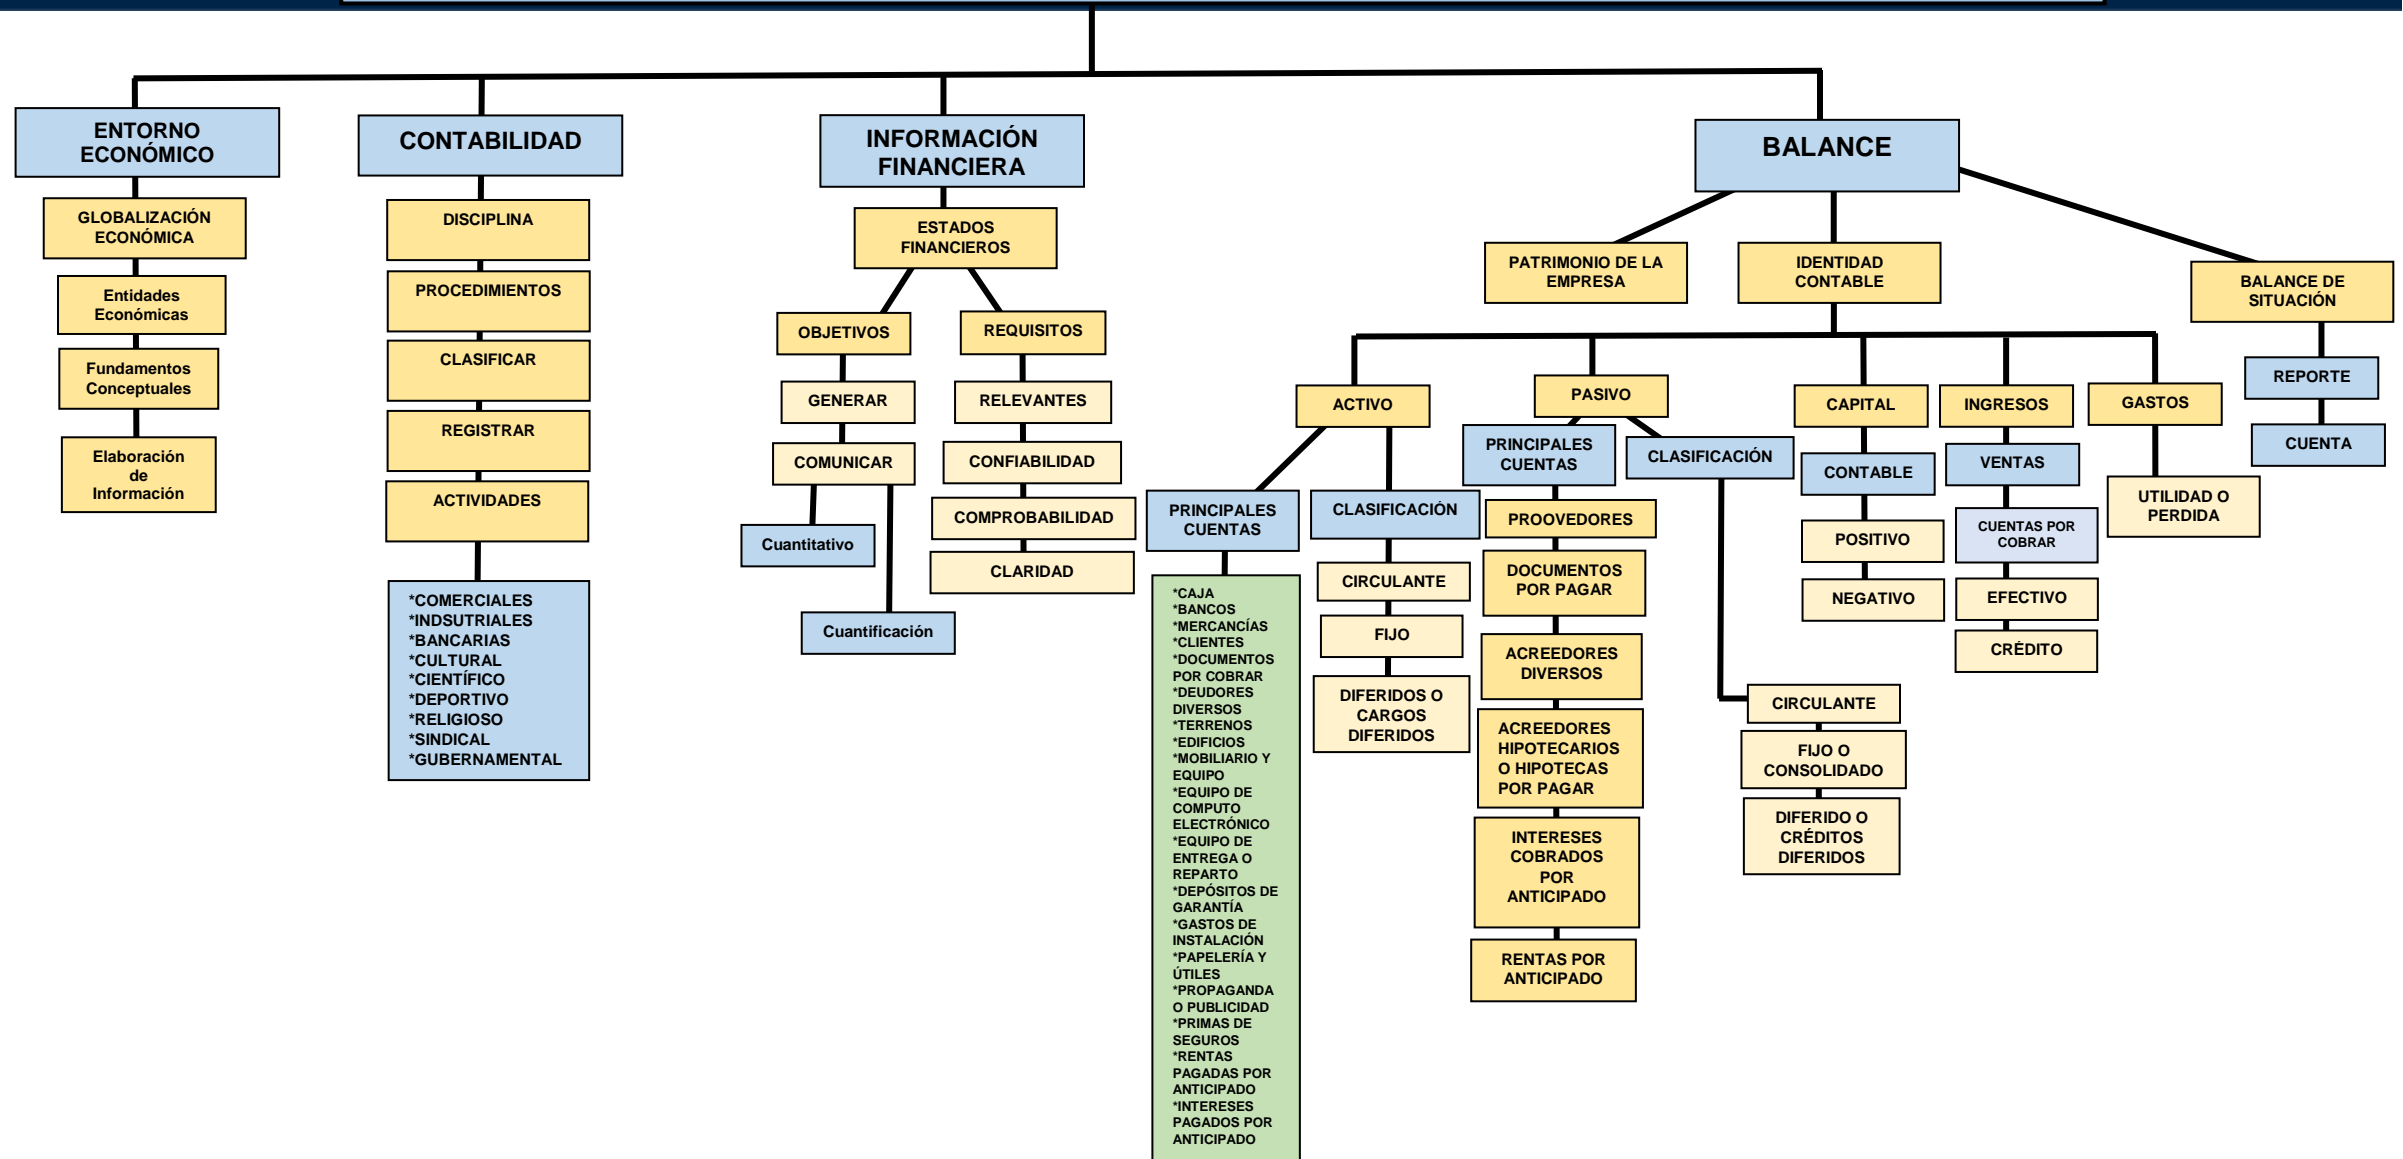 ENTORNO
ECONÓMICO
GLOBALIZACIÓN
ECONÓMICA
Entidades
Económicas
Fundamentos
Conceptuales
Elaboración
de
Información
CONTABILIDAD
DISCIPLINA
PROCEDIMIENTOS
CLASIFICAR
REGISTRAR
ACTIVIDADES
*COMERCIALES
*INDSUTRIALES
*BANCARIAS
*CULTURAL
*CIENTÍFICO
*DEPORTIVO
*RELIGIOSO
*SINDICAL
*GUBERNAMENTAL
INFORMACIÓN
FINANCIERA
ESTADOS
FINANCIEROS
OBJETIVOS
GENERAR
COMUNICAR
Cuantitativo
Cuantificación
REQUISITOS
RELEVANTES
CONFIABILIDAD
COMPROBABILIDAD
CLARIDAD
BALANCE
PATRIMONIO DE LA
EMPRESA
IDENTIDAD
CONTABLE
ACTIVO
PRINCIPALES
CUENTAS
*CAJA
*BANCOS
*MERCANCÍAS
*CLIENTES
*DOCUMENTOS
POR COBRAR
*DEUDORES
DIVERSOS
*TERRENOS
*EDIFICIOS
*MOBILIARIO Y
EQUIPO
*EQUIPO DE
COMPUTO
ELECTRÓNICO
*EQUIPO DE
ENTREGA O
REPARTO
*DEPÓSITOS DE
GARANTÍA
*GASTOS DE
INSTALACIÓN
*PAPELERÍA Y
ÚTILES
*PROPAGANDA
O PUBLICIDAD
*PRIMAS DE
SEGUROS
*RENTAS
PAGADAS POR
ANTICIPADO
*INTERESES
PAGADOS POR
ANTICIPADO
CLASIFICACIÓN
CIRCULANTE
FIJO
DIFERIDOS O
CARGOS
DIFERIDOS
PASIVO
PRINCIPALES
CUENTAS
PROOVEDORES
DOCUMENTOS
POR PAGAR
ACREEDORES
DIVERSOS
ACREEDORES
HIPOTECARIOS
O HIPOTECAS
POR PAGAR
INTERESES
COBRADOS
POR
ANTICIPADO
RENTAS POR
ANTICIPADO
CLASIFICACIÓN
CIRCULANTE
FIJO O
CONSOLIDADO
DIFERIDO O
CRÉDITOS
DIFERIDOS
CAPITAL
CONTABLE
POSITIVO
NEGATIVO
INGRESOS
VENTAS
CUENTAS POR
COBRAR
EFECTIVO
CRÉDITO
GASTOS
UTILIDAD O
PERDIDA
BALANCE DE
SITUACIÓN
REPORTE
CUENTA